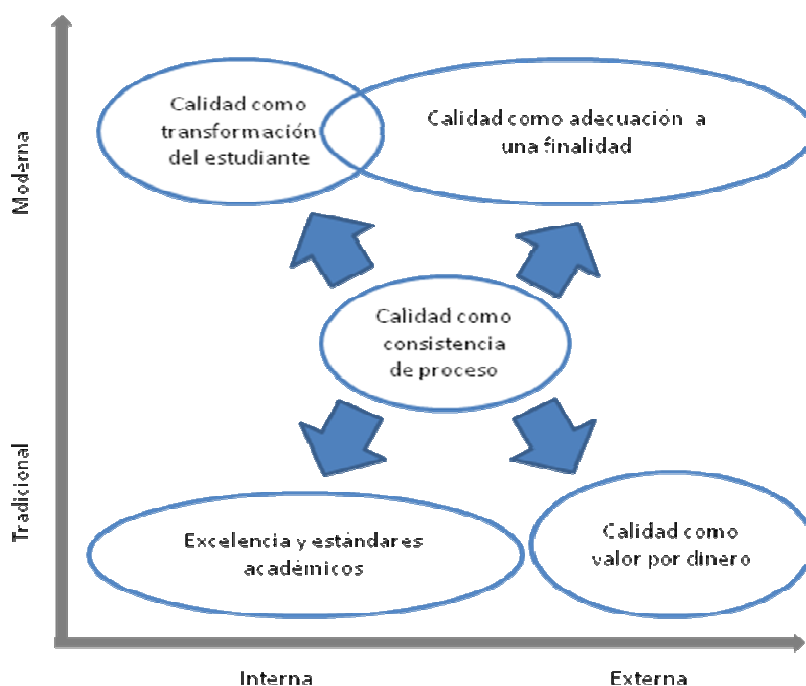 Moderna
Calidad como
transformación
del estudiante
Calidad como adecuación a
una finalidad
Calidad como
consistencia
de proceso
Tradicional
Excelencia y estándares
académicos
Calidad como
valor por dinero
Interna
Externa